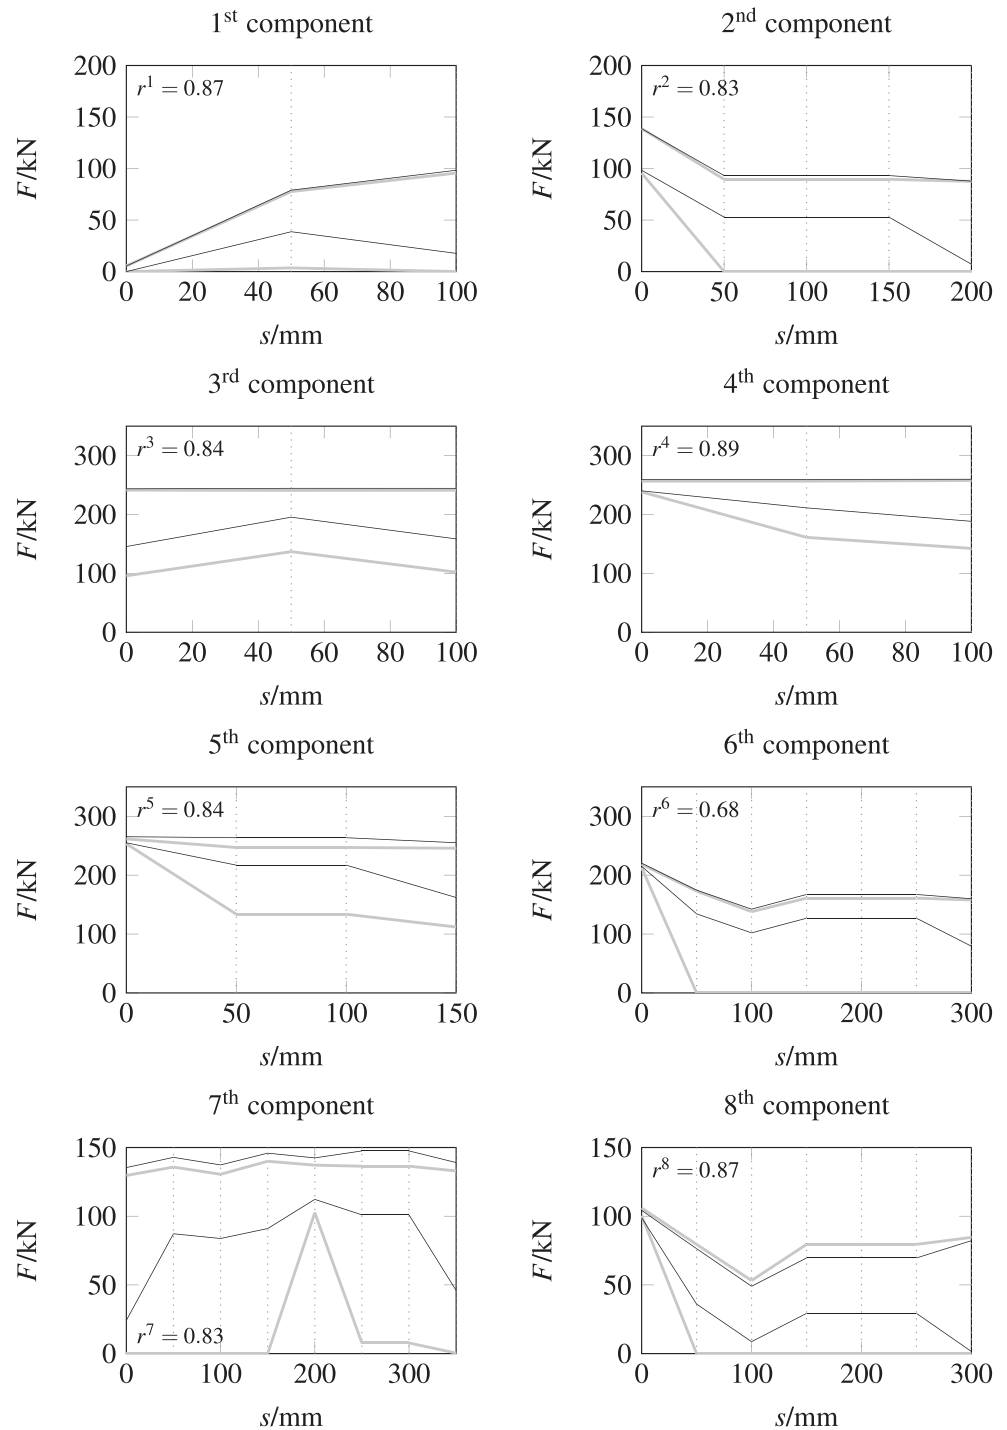 1st component
2nd component
r1 = 0.87
r2 = 0.83
F/kN
200
150
100
50
0
F/kN
200
150
100
50
0
0 20 40 60 80 100
0 50 100 150 200
s/mm
s/mm
3rd component
4th component
r3 = 0.84
r4 = 0.89
F/kN
300
200
100
0
F/kN
300
200
100
0
0 20 40 60 80 100
0 20 40 60 80 100
s/mm
s/mm
5th component
6th component
r5 = 0.84
r6 = 0.68
F/kN
300
200
100
0
F/kN
300
200
100
0
0 50 100 150
0 100 200 300
s/mm
s/mm
7th component
8th component
F/kN
150
100
50
0
r7 = 0.83
r8 = 0.87
F/kN
150
100
50
0
0 100 200 300
0 100 200 300
s/mm
s/mm